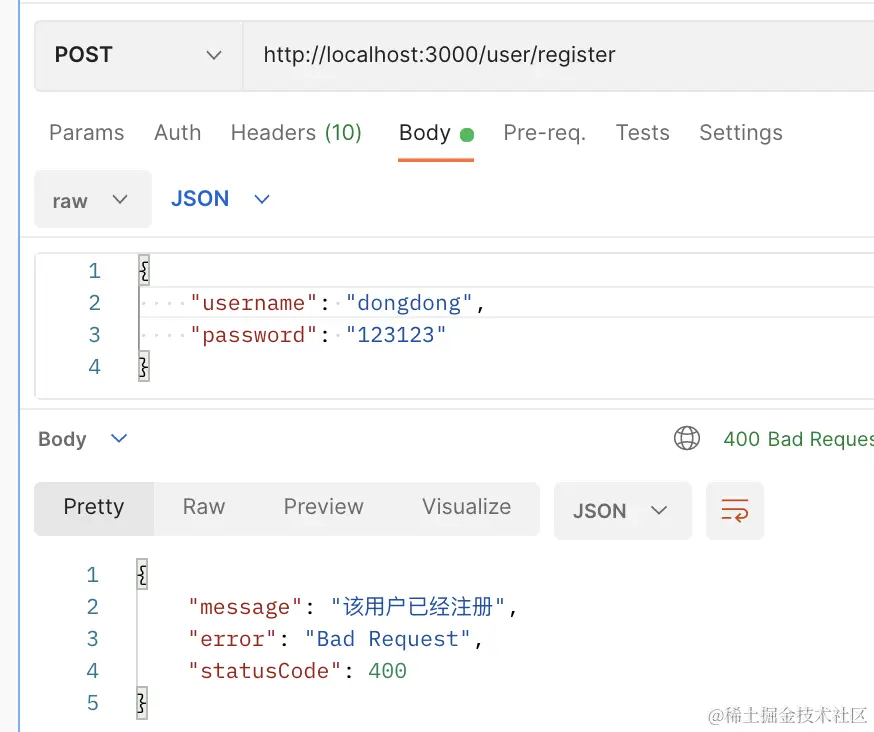 POST http://localhost:3000/user/register
Params Auth Headers (10) Body Pre-req. Tests Settings
raw JSON
1 {
2 "username": "dongdong",
3 "password": "123123"
4 }
Body 400 Bad Reques
Pretty Raw Preview Visualize JSON
1 {
2 "message": "该用户已经注册",
3 "error": "Bad Request",
4 "statusCode": 400
5 }
@稀土掘金技术社区